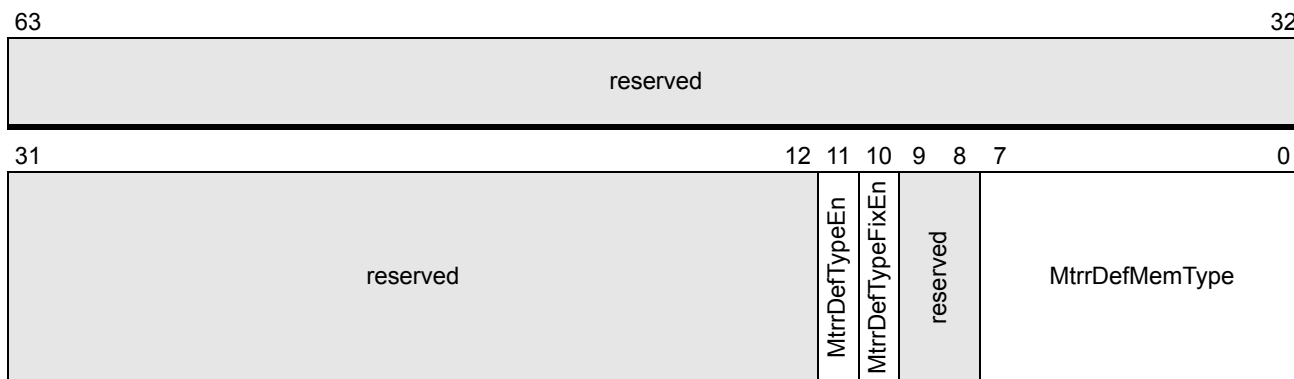 63 32
reserved
31 12 11 10 9 8 7 0
reserved
MtrrDefTypeEn
MtrrDefTypeFixEn
reserved
MtrrDefMemType